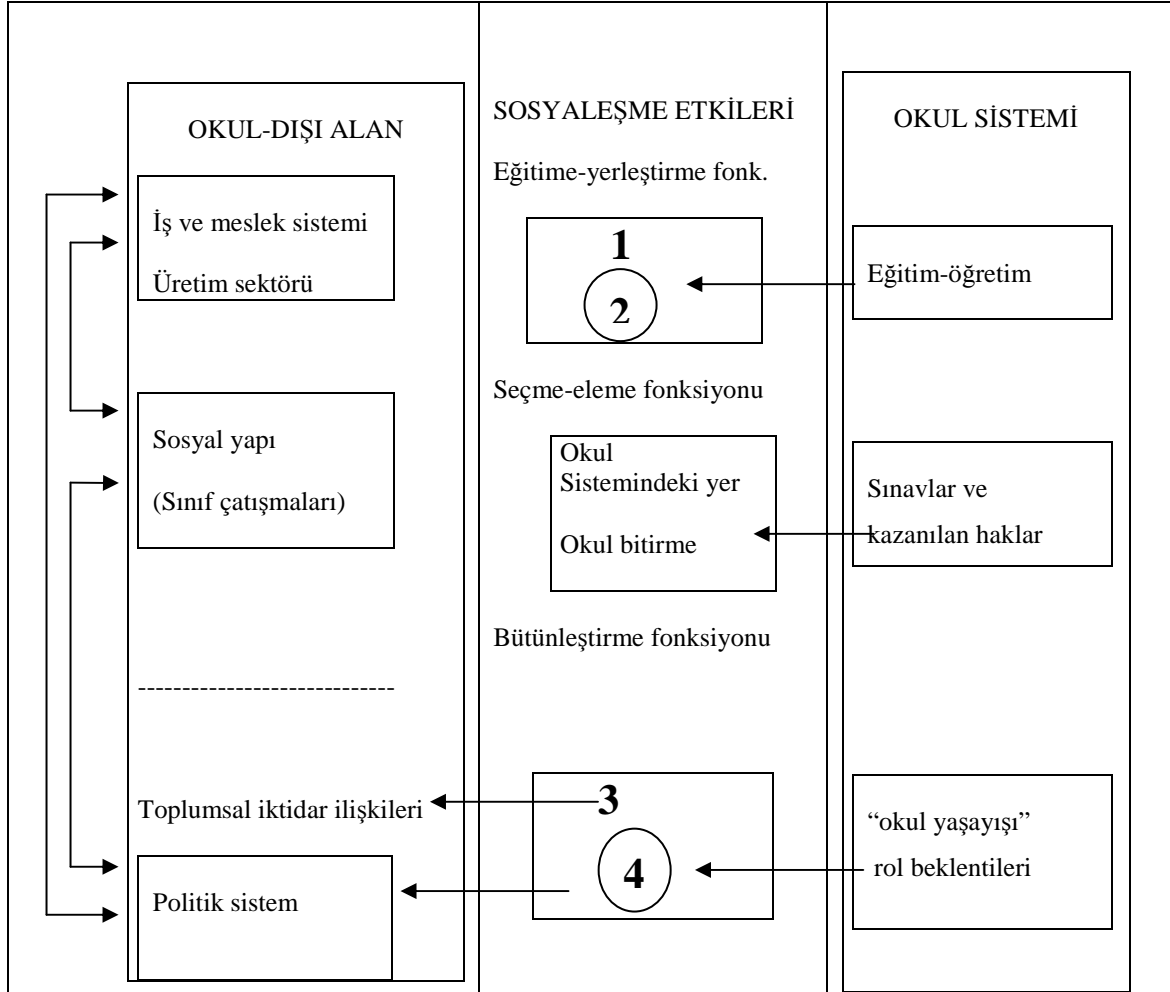 OKUL-DIŞI ALAN
İş ve meslek sistemi
Üretim sektörü
Sosyal yapı
(Sınıf çatışmaları)
-----------------------------
Toplumsal iktidar ilişkileri
Politik sistem
SOSYALEŞME ETKİLERİ
Eğitime-yerleştirme fonk.
1
2
Seçme-eleme fonksiyonu
Okul
Sistemindeki yer
Okul bitirme
Bütünleştirme fonksiyonu
3
4
OKUL SİSTEMİ
Eğitim-öğretim
Sınavlar ve
kazanılan haklar
“okul yaşayışı”
rol beklentileri